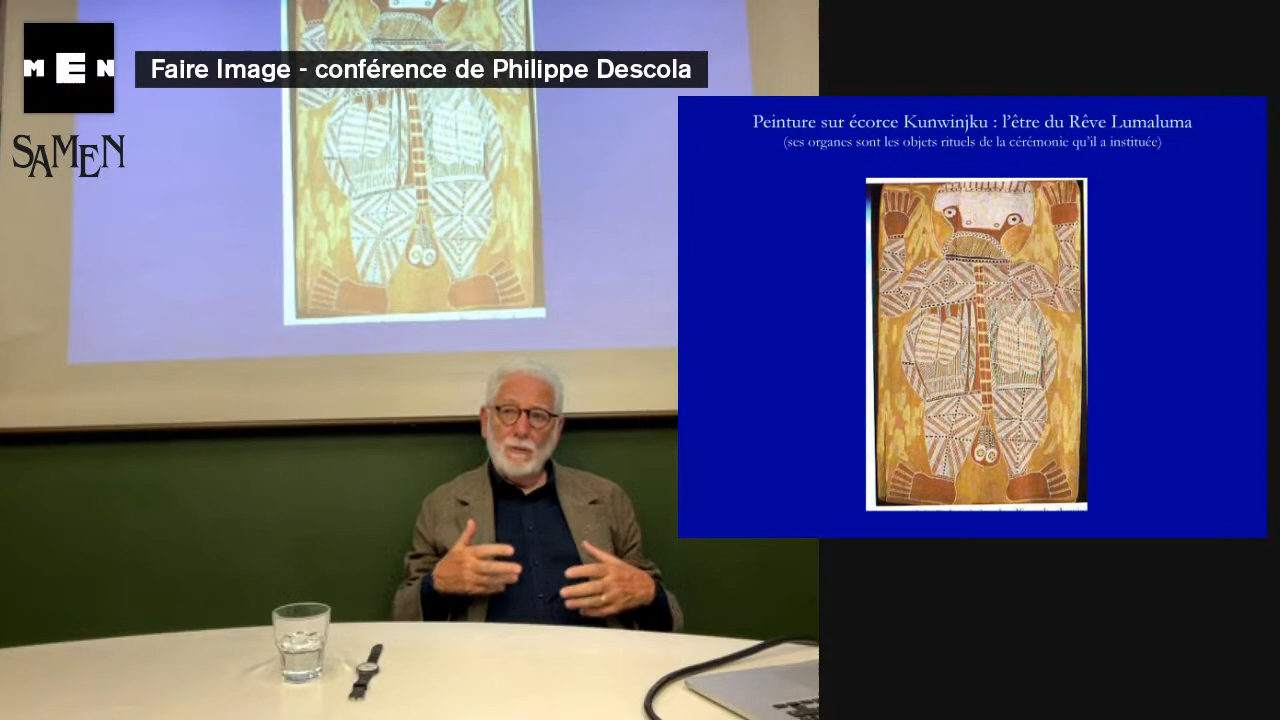 MEN
Faire Image - conférence de Philippe Descola
SAMEN
Peinture sur écorce Kunwinjku : l'être du Rêve Lumaluma
(ses organes sont les objets rituels de la cérémonie qu'il a instituée)